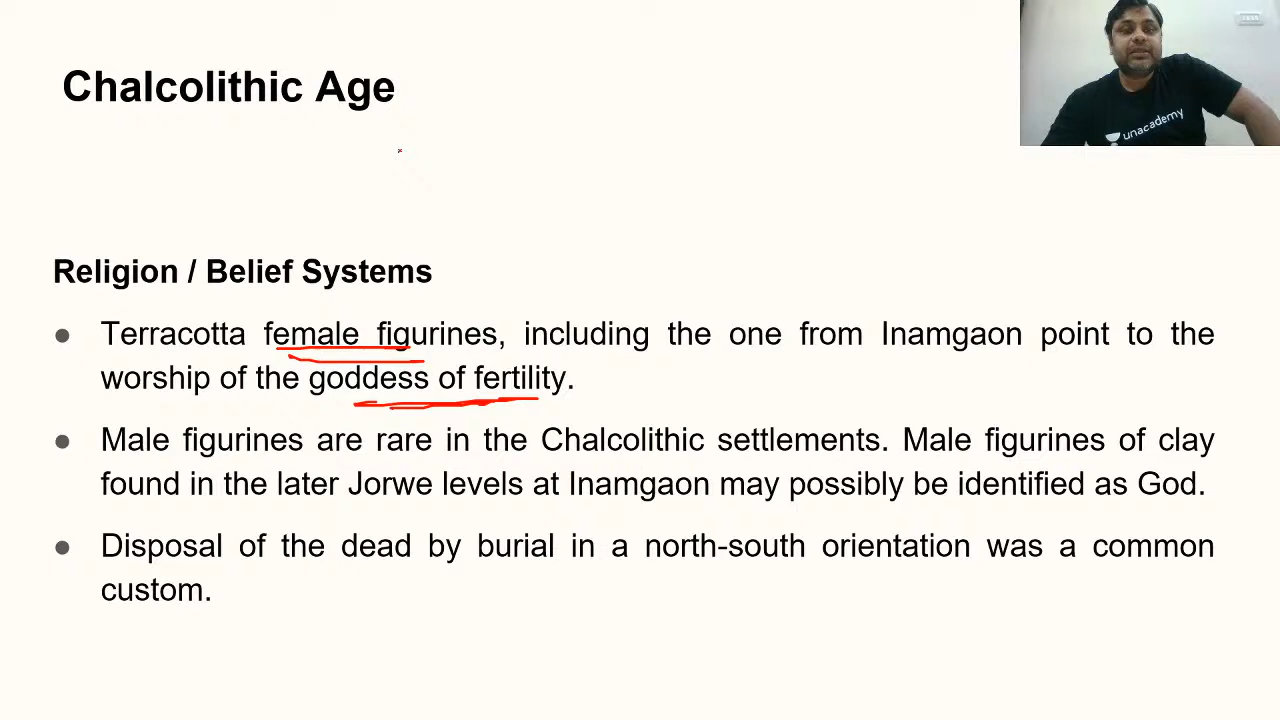 Chalcolithic Age
unacademy
Religion / Belief Systems
● Terracotta female figurines, including the one from Inamgaon point to the
worship of the goddess of fertility.
● Male figurines are rare in the Chalcolithic settlements. Male figurines of clay
found in the later Jorwe levels at Inamgaon may possibly be identified as God.
● Disposal of the dead by burial in a north-south orientation was a common
custom.